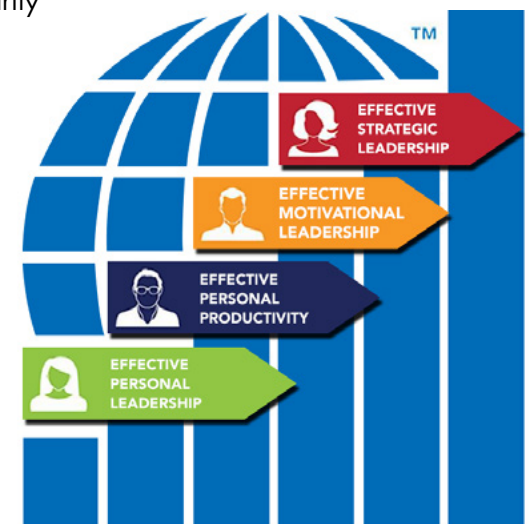 TM
EFFECTIVE
STRATEGIC
LEADERSHIP
EFFECTIVE
MOTIVATIONAL
LEADERSHIP
EFFECTIVE
PERSONAL
PRODUCTIVITY
EFFECTIVE
PERSONAL
LEADERSHIP